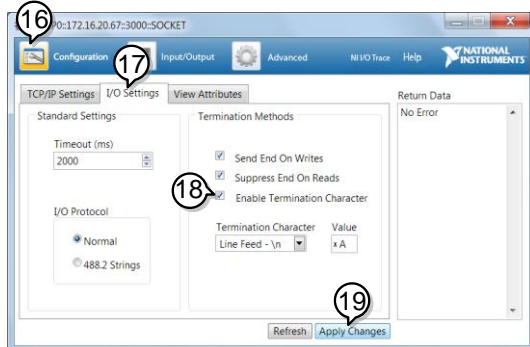 16
P0::172.16.20.67::3000::SOCKET
Configuration
17
Input/Output
Advanced
NI I/O Trace
Help
NATIONAL
INSTRUMENTS
TCP/IP Settings
I/O Settings
View Attributes
Return Data
Standard Settings
Termination Methods
No Error
Timeout (ms)
2000
Send End On Writes
Suppress End On Reads
18
Enable Termination Character
I/O Protocol
Termination Character
Value
Normal
Line Feed - \n
x A
488.2 Strings
19
Refresh
Apply Changes